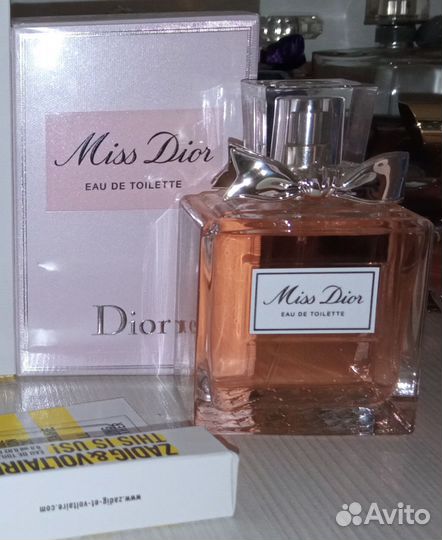 Miss Dior
EAU DE TOILETTE
Dior
Miss Dior
EAU DE TOILETTE
ZADIG&VOLTAIRE
THIS IS US!
www.zadig-et-voltaire.com
Avito